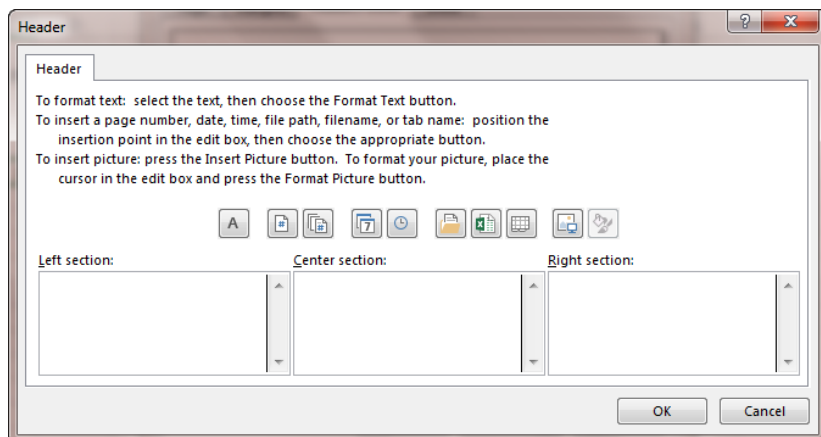 Header
Header
To format text: select the text, then choose the Format Text button.
To insert a page number, date, time, file path, filename, or tab name: position the
insertion point in the edit box, then choose the appropriate button.
To insert picture: press the Insert Picture button. To format your picture, place the
cursor in the edit box and press the Format Picture button.
A # # 7
Left section: Center section: Right section:
OK Cancel